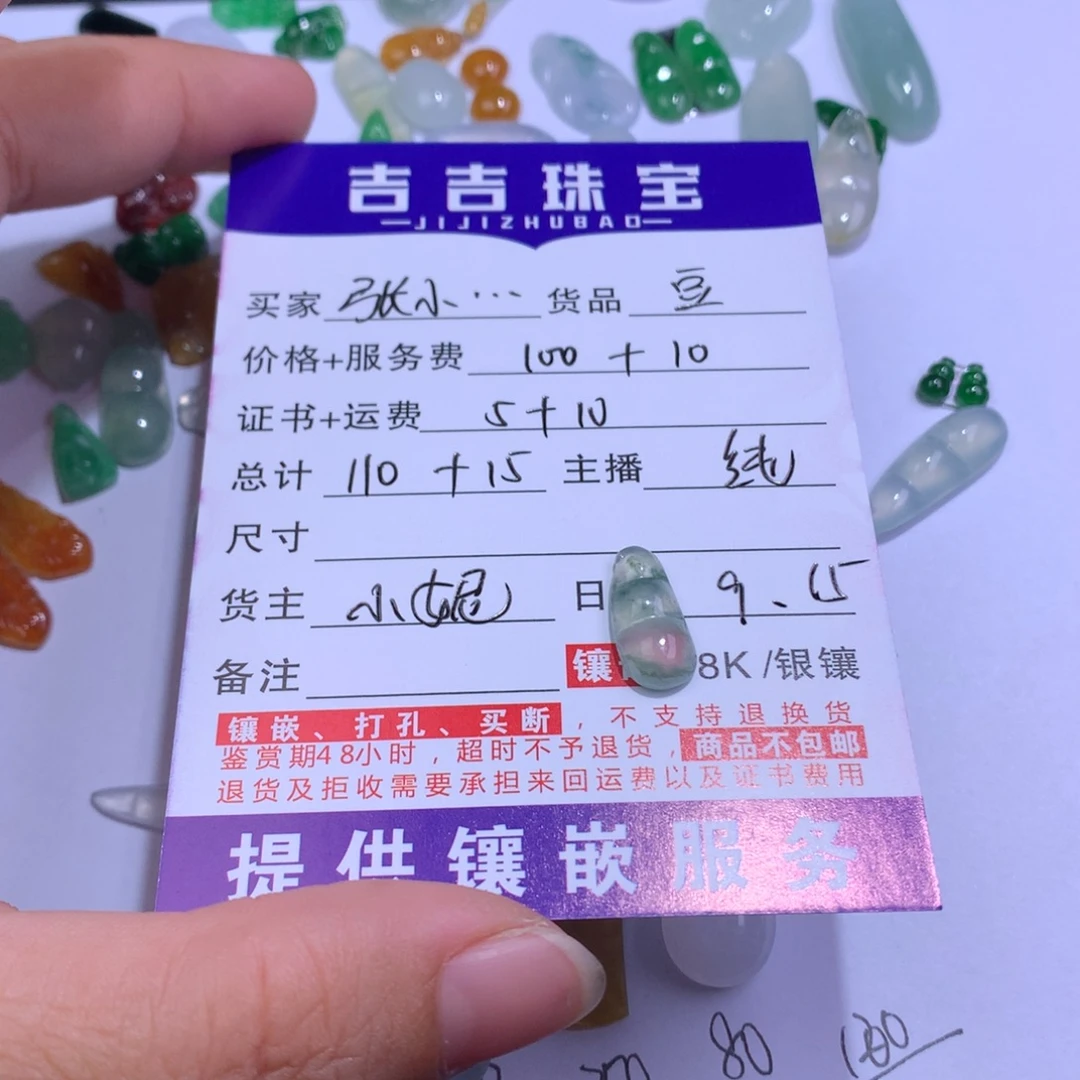 吉吉珠宝
JIJIZHUBAO
买家 张小... 货品 豆
价格+服务费 100 + 10
证书+运费 5+10
总计 110 +15 主播 纯
尺寸
货主 小 日 9、15
备注 镶 8K /银镶
镶嵌、打孔、买断，不支持退换货
鉴赏期48小时，超时不予退货，商品不包邮
退货及拒收需要承担来回运费以及证书费用
提供镶嵌服务
80 100